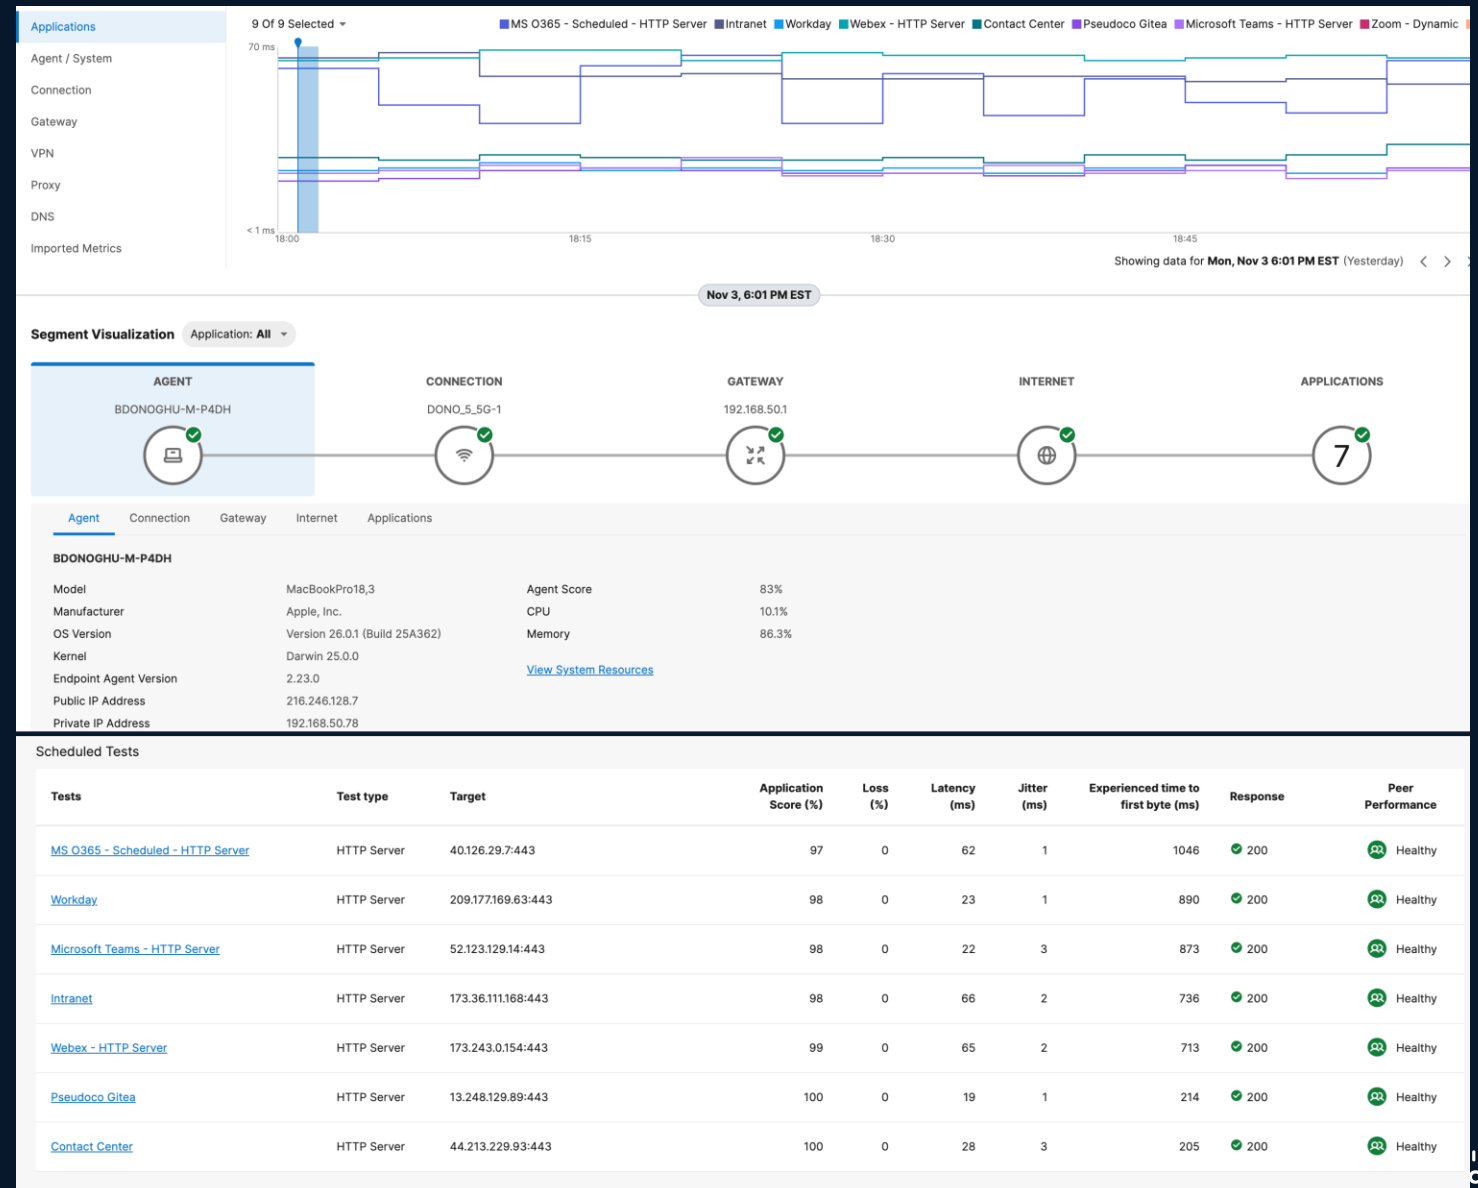 Applications
Agent / System
Connection
Gateway
VPN
Proxy
DNS
Imported Metrics
9 Of 9 Selected
MS O365 - Scheduled - HTTP Server Intranet Workday Webex - HTTP Server Contact Center Pseudoco Gitea Microsoft Teams - HTTP Server Zoom - Dynamic
70 ms
< 1 ms
18:00 18:15 18:30 18:45
Showing data for Mon, Nov 3 6:01 PM EST (Yesterday)
Nov 3, 6:01 PM EST
Segment Visualization Application: All
AGENT CONNECTION GATEWAY INTERNET APPLICATIONS
BDONOGHU-M-P4DH DONO_5_5G-1 192.168.50.1
7
Agent Connection Gateway Internet Applications
BDONOGHU-M-P4DH
Model MacBookPro18,3 Agent Score 83%
Manufacturer Apple, Inc. CPU 10.1%
OS Version Version 26.0.1 (Build 25A362) Memory 86.3%
Kernel Darwin 25.0.0
View System Resources
Endpoint Agent Version 2.23.0
Public IP Address 216.246.128.7
Private IP Address 192.168.50.78
Scheduled Tests
Tests Test type Target Application Score (%) Loss (%) Latency (ms) Jitter (ms) Experienced time to first byte (ms) Response Peer Performance
MS O365 - Scheduled - HTTP Server HTTP Server 40.126.29.7:443 97 0 62 1 1046 200 Healthy
Workday HTTP Server 209.177.169.63:443 98 0 23 1 890 200 Healthy
Microsoft Teams - HTTP Server HTTP Server 52.123.129.14:443 98 0 22 3 873 200 Healthy
Intranet HTTP Server 173.36.111.168:443 98 0 66 2 736 200 Healthy
Webex - HTTP Server HTTP Server 173.243.0.154:443 99 0 65 2 713 200 Healthy
Pseudoco Gitea HTTP Server 13.248.129.89:443 100 0 19 1 214 200 Healthy
Contact Center HTTP Server 44.213.229.93:443 100 0 28 3 205 200 Healthy